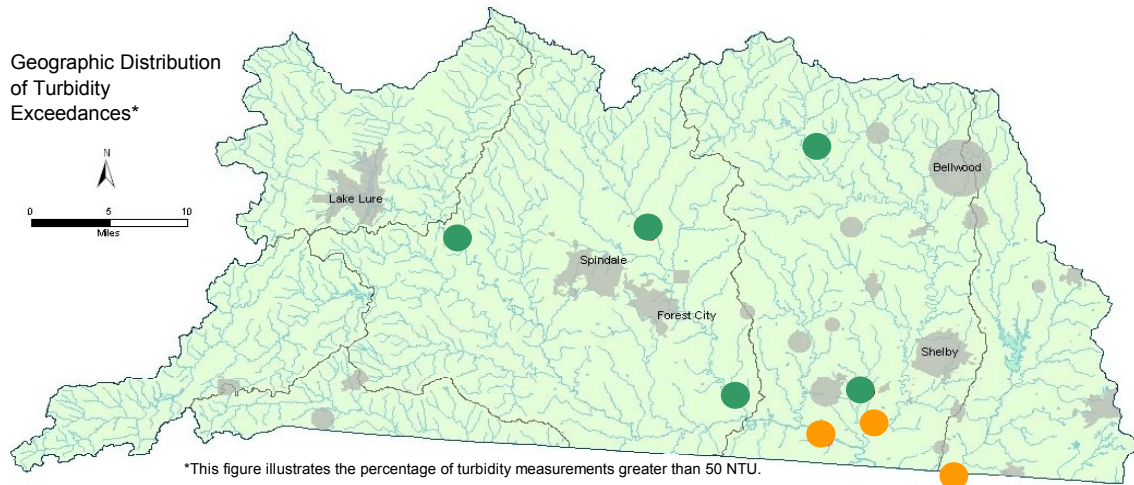 Geographic Distribution
of Turbidity
Exceedances*
N
0 5 10
Miles
Lake Lure
Bellwood
Spindale
Forest City
Shelby
*This figure illustrates the percentage of turbidity measurements greater than 50 NTU.